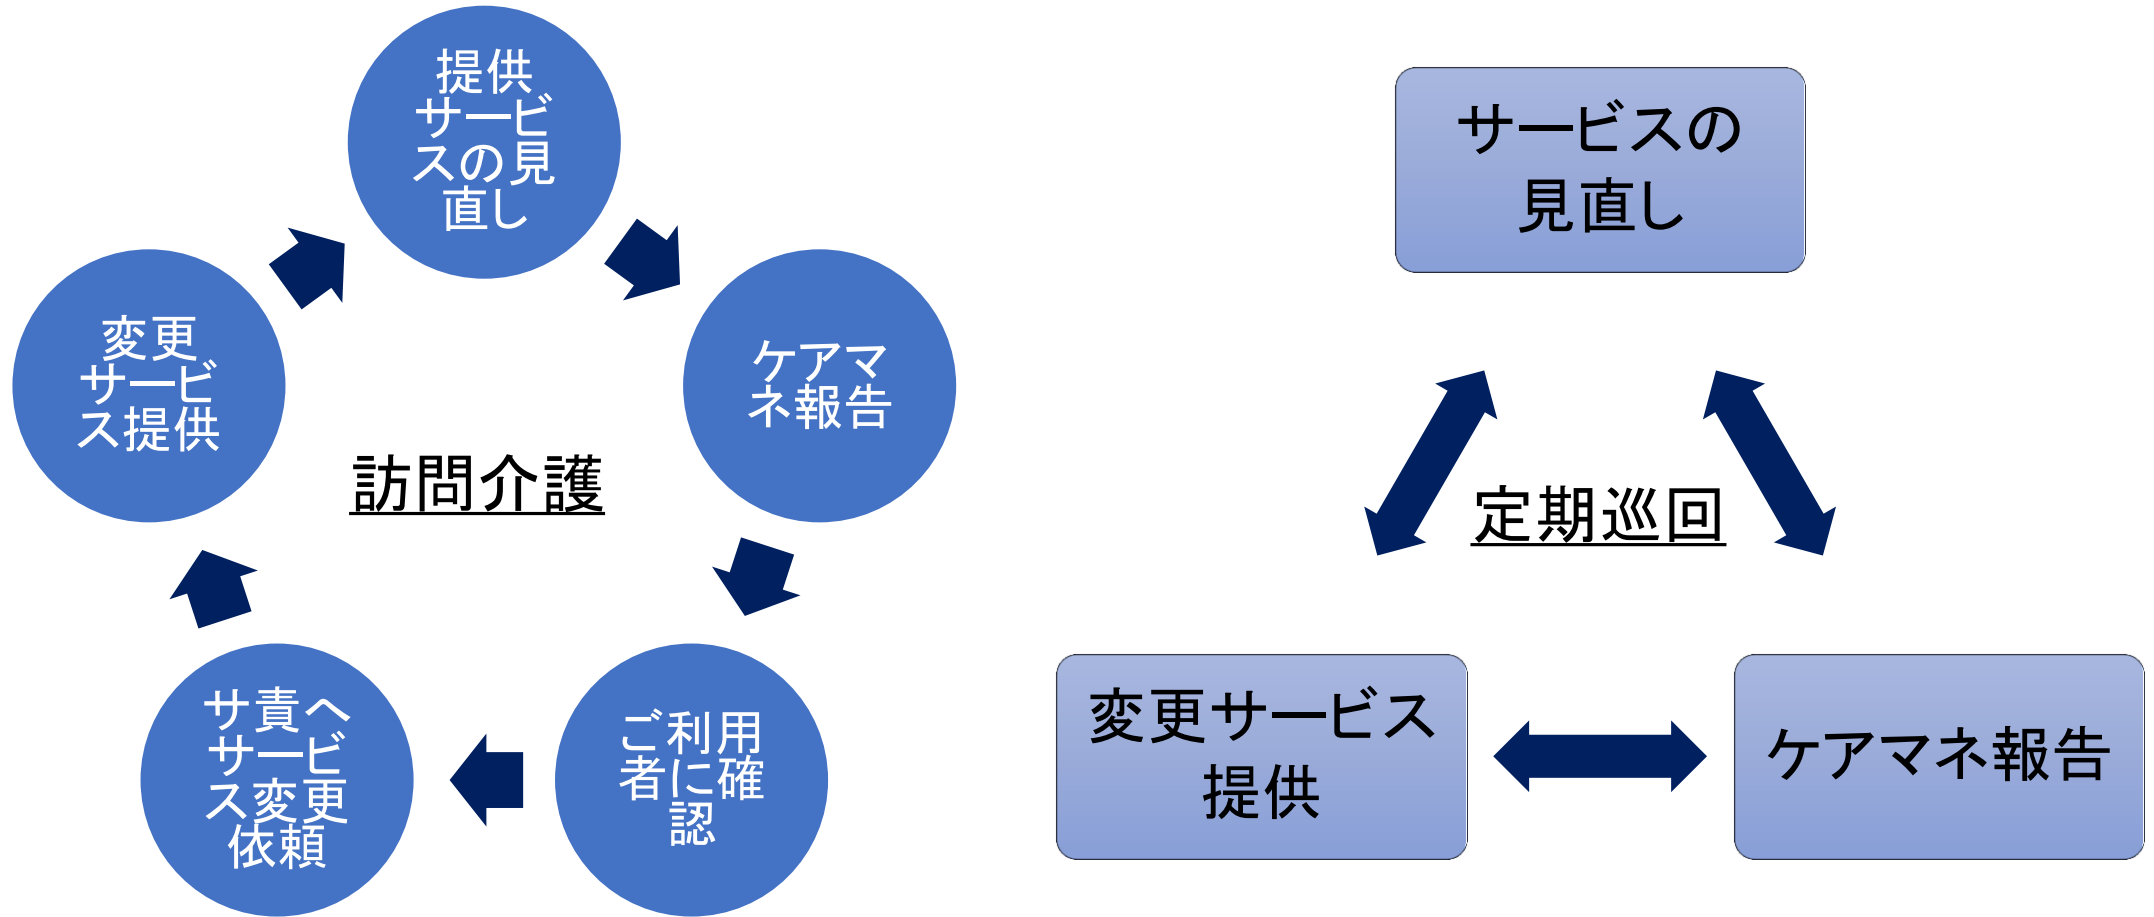 提供
サービ
スの見
直し
ケアマ
ネ報告
ご利用
者に確
認
サ責へ
サービ
ス変更
依頼
変更
サービ
ス提供
訪問介護
サービスの
見直し
ケアマネ報告
変更サービス
提供
定期巡回